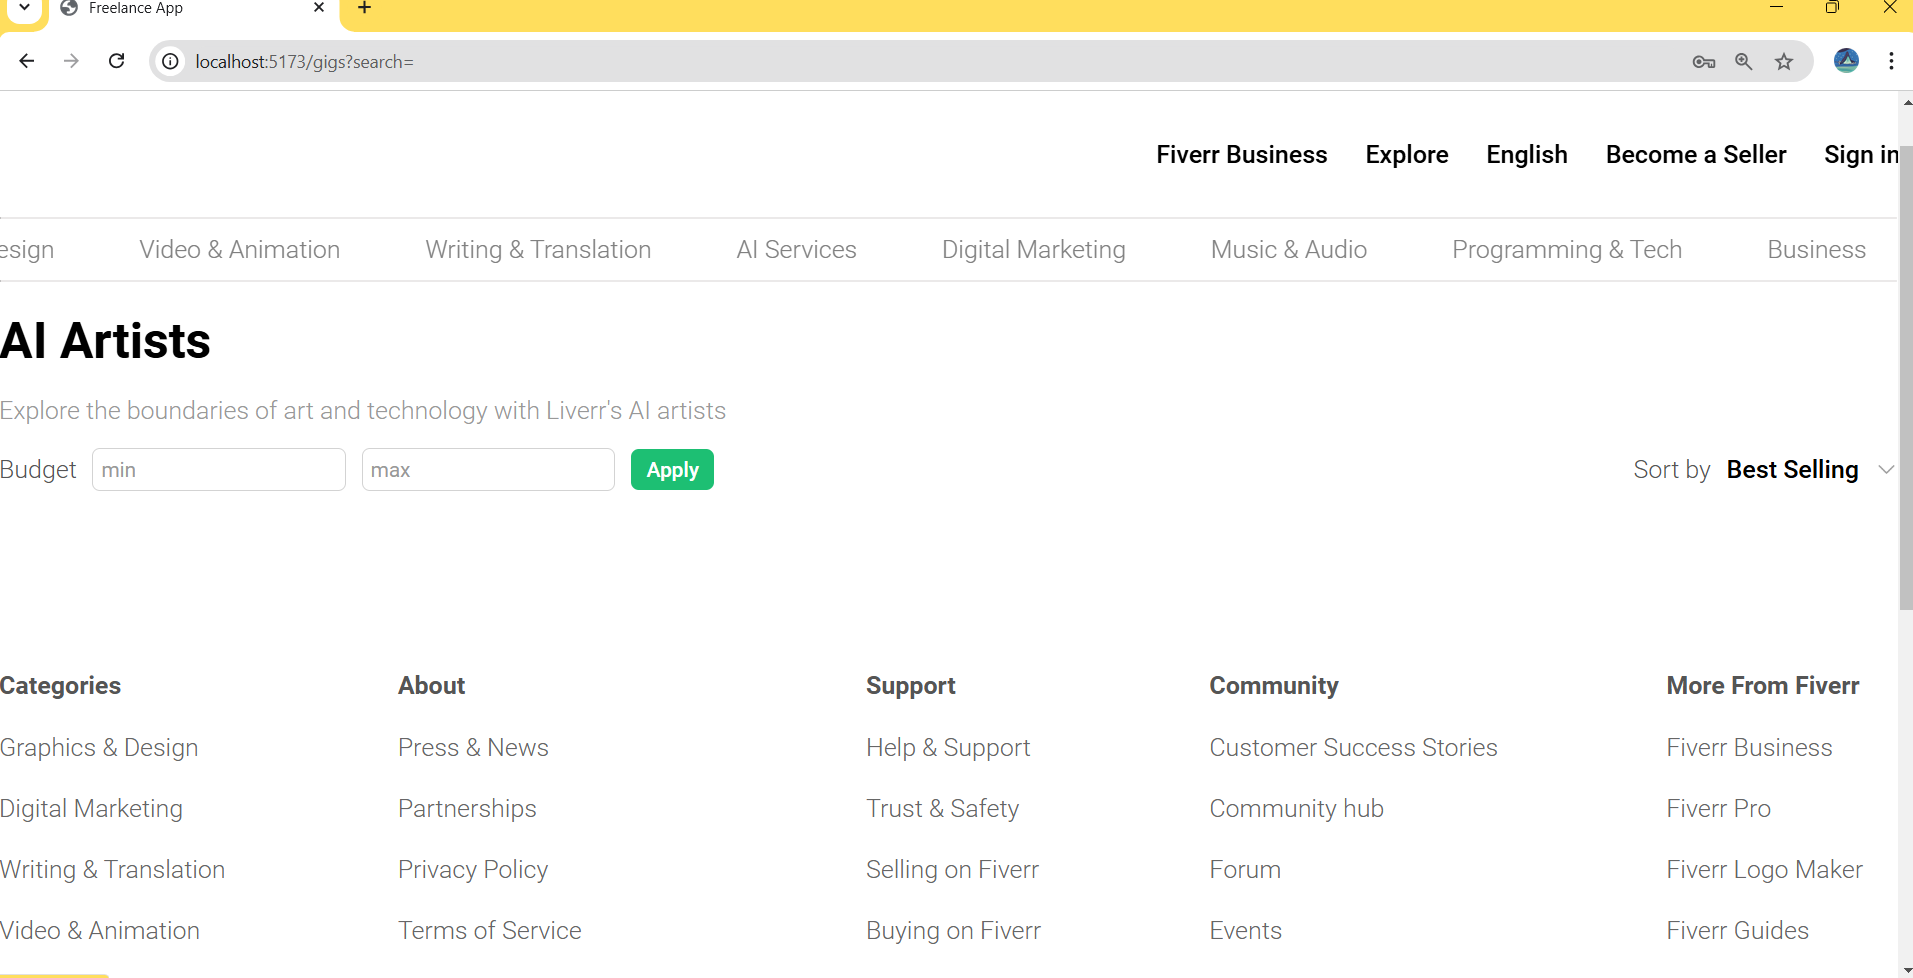 Freelance App
localhost:5173/gigs?search=
Fiverr Business Explore English Become a Seller Sign in
esign Video & Animation Writing & Translation AI Services Digital Marketing Music & Audio Programming & Tech Business
AI Artists
Explore the boundaries of art and technology with Liverr's AI artists
Budget min max Apply Sort by Best Selling
Categories About Support Community More From Fiverr
Graphics & Design Press & News Help & Support Customer Success Stories Fiverr Business
Digital Marketing Partnerships Trust & Safety Community hub Fiverr Pro
Writing & Translation Privacy Policy Selling on Fiverr Forum Fiverr Logo Maker
Video & Animation Terms of Service Buying on Fiverr Events Fiverr Guides